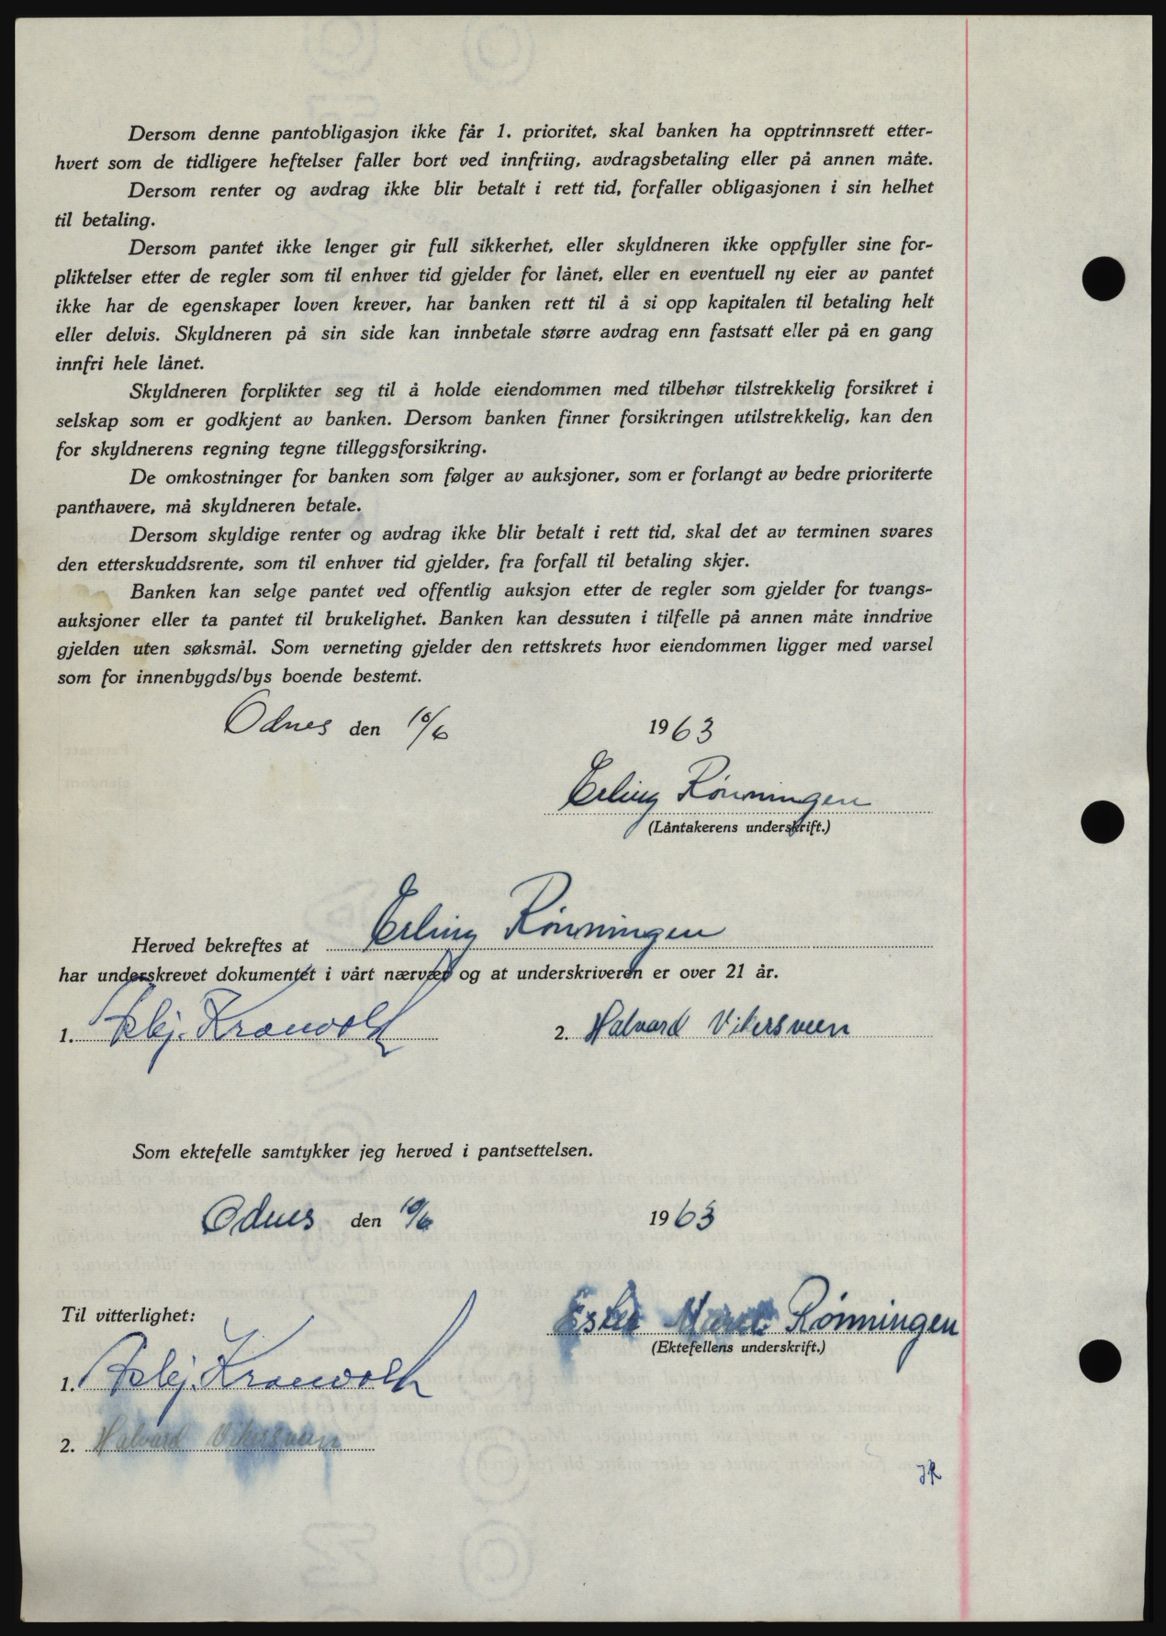 Dersom denne pantobligasjon ikke får 1. prioritet, skal banken ha opptrinnsrett etter-
hvert som de tidligere heftelser faller bort ved innfriing, avdragsbetaling eller på annen måte.
Dersom renter og avdrag ikke blir betalt i rett tid, forfaller obligasjonen i sin helhet
til betaling.
Dersom pantet ikke lenger gir full sikkerhet, eller skyldneren ikke oppfyller sine for-
pliktelser etter de regler som til enhver tid gjelder for lånet, eller en eventuell ny eier av pantet
ikke har de egenskaper loven krever, har banken rett til å si opp kapitalen til betaling helt
eller delvis. Skyldneren på sin side kan innbetale større avdrag enn fastsatt eller på en gang
innfri hele lånet.
Skyldneren forplikter seg til å holde eiendommen med tilbehør tilstrekkelig forsikret i
selskap som er godkjent av banken. Dersom banken finner forsikringen utilstrekkelig, kan den
for skyldnerens regning tegne tilleggsforsikring.
De omkostninger for banken som følger av auksjoner, som er forlangt av bedre prioriterte
panthavere, må skyldneren betale.
Dersom skyldige renter og avdrag ikke blir betalt i rett tid, skal det av terminen svares
den etterskuddsrente, som til enhver tid gjelder, fra forfall til betaling skjer.
Banken kan selge pantet ved offentlig auksjon etter de regler som gjelder for tvangs-
auksjoner eller ta pantet til brukelighet. Banken kan dessuten i tilfelle på annen måte inndrive
gjelden uten søksmål. Som verneting gjelder den rettskrets hvor eiendommen ligger med varsel
som for innenbygds/bys boende bestemt.
Odnes den 10/6 1963
Erling Rønningen
(Låntakerens underskrift.)
Herved bekreftes at Erling Rønningen
har underskrevet dokumentet i vårt nærvær og at underskriveren er over 21 år.
1. Asbj. Kronvold 2. Halvard Vikersveen
Som ektefelle samtykker jeg herved i pantsettelsen.
Odnes den 10/6 1963
Til vitterlighet:
Rønningen
(Ektefellens underskrift.)
1. Asbj. Kronvold
2. Halvard Vikersveen